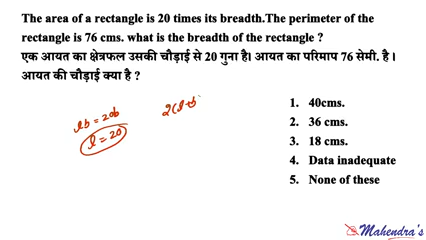 The area of a rectangle is 20 times its breadth.The perimeter of the
rectangle is 76 cms. what is the breadth of the rectangle ?
एक आयत का क्षेत्रफल उसकी चौड़ाई से 20 गुना है। आयत का परिमाप 76 सेमी. है।
आयत की चौड़ाई क्या है ?
lb = 20b
l = 20
2(l+b)
1. 40cms.
2. 36 cms.
3. 18 cms.
4. Data inadequate
5. None of these
Mahendra's